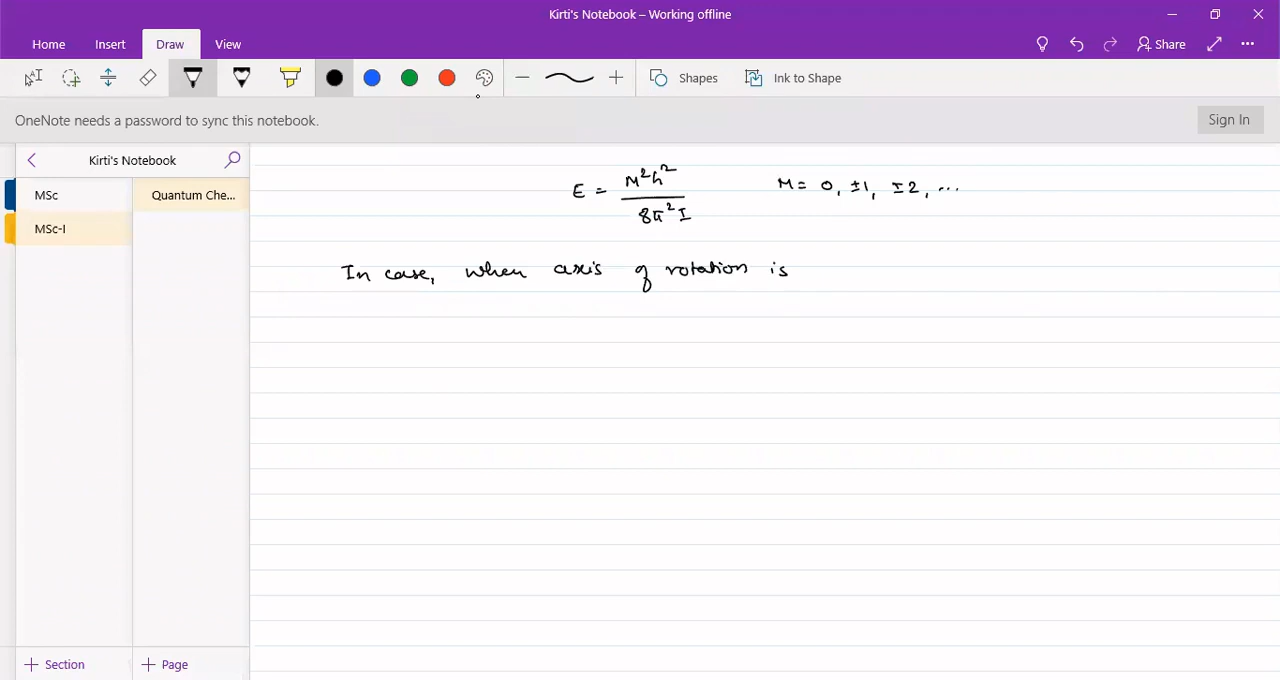 Kirti's Notebook – Working offline
Home Insert Draw View Share
Shapes Ink to Shape
OneNote needs a password to sync this notebook. Sign In
Kirti's Notebook
MSc
MSc-I
Quantum Che...
E = M²h² / 8π²I M = 0, ±1, ±2, ...
In case, when axis of rotation is
+ Section + Page